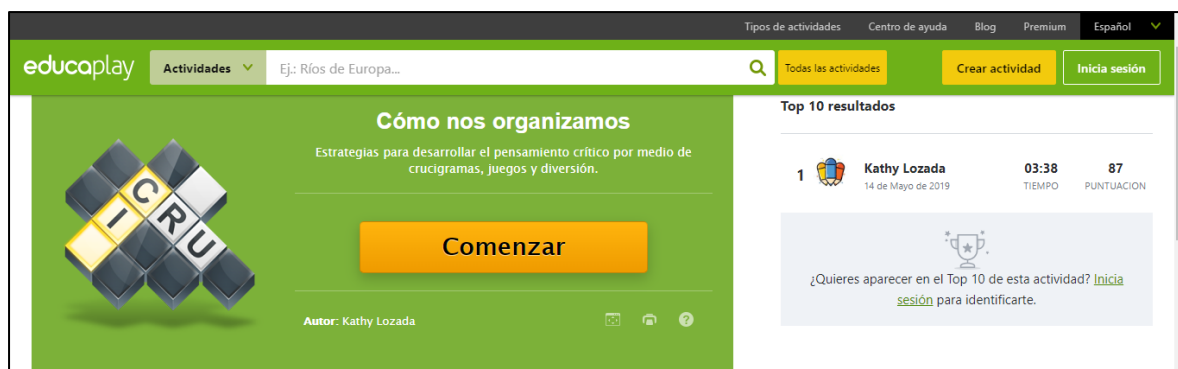 Tipos de actividades Centro de ayuda Blog Premium Español
educaplay Actividades Ej.: Ríos de Europa... Todas las actividades Crear actividad Inicia sesión
Cómo nos organizamos
Estrategias para desarrollar el pensamiento crítico por medio de
crucigramas, juegos y diversión.
Comenzar
Autor: Kathy Lozada
C
I R
U
Top 10 resultados
1 Kathy Lozada 03:38 87
14 de Mayo de 2019 TIEMPO PUNTUACION
¿Quieres aparecer en el Top 10 de esta actividad? Inicia
sesión para identificarte.